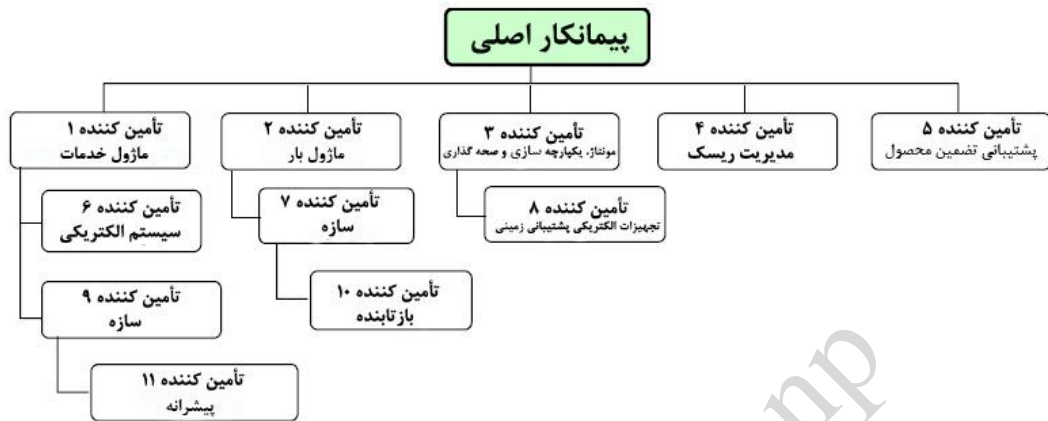 پیمانکار اصلی
تأمین کننده ۱
ماژول خدمات
تأمین کننده ۲
ماژول بار
تأمین کننده ۳
مونتاژ، یکپارچه سازی و صحه گذاری
تأمین کننده ۴
مدیریت ریسک
تأمین کننده ۵
پشتیبانی تضمین محصول
تأمین کننده ۶
سیستم الکتریکی
تأمین کننده ۷
سازه
تأمین کننده ۸
تجهیزات الکتریکی پشتیبانی زمینی
تأمین کننده ۹
سازه
تأمین کننده ۱۰
بازتابنده
تأمین کننده ۱۱
پیشرانه
np